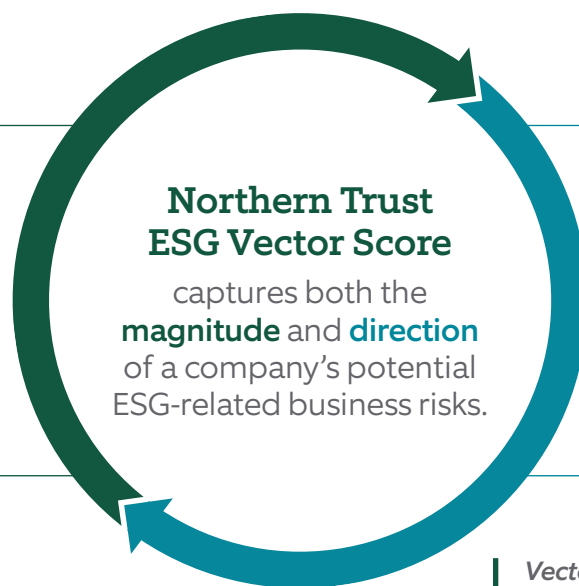 Northern Trust
ESG Vector Score
captures both the
magnitude and direction
of a company’s potential
ESG-related business risks.